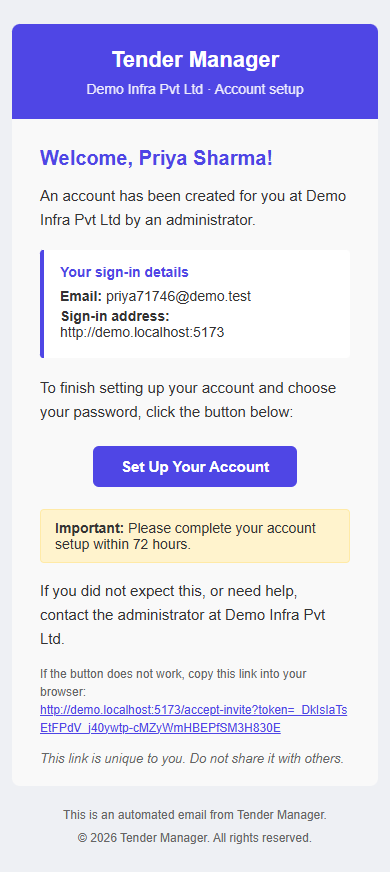 Tender Manager
Demo Infra Pvt Ltd · Account setup
Welcome, Priya Sharma!
An account has been created for you at Demo
Infra Pvt Ltd by an administrator.
Your sign-in details
Email: priya71746@demo.test
Sign-in address:
http://demo.localhost:5173
To finish setting up your account and choose
your password, click the button below:
Set Up Your Account
Important: Please complete your account
setup within 72 hours.
If you did not expect this, or need help,
contact the administrator at Demo Infra Pvt
Ltd.
If the button does not work, copy this link into your
browser:
http://demo.localhost:5173/accept-invite?token=_DkIsIaTs
EtFPdV_j40ywtp-cMZyWmHBEPfSM3H830E
This link is unique to you. Do not share it with others.
This is an automated email from Tender Manager.
© 2026 Tender Manager. All rights reserved.